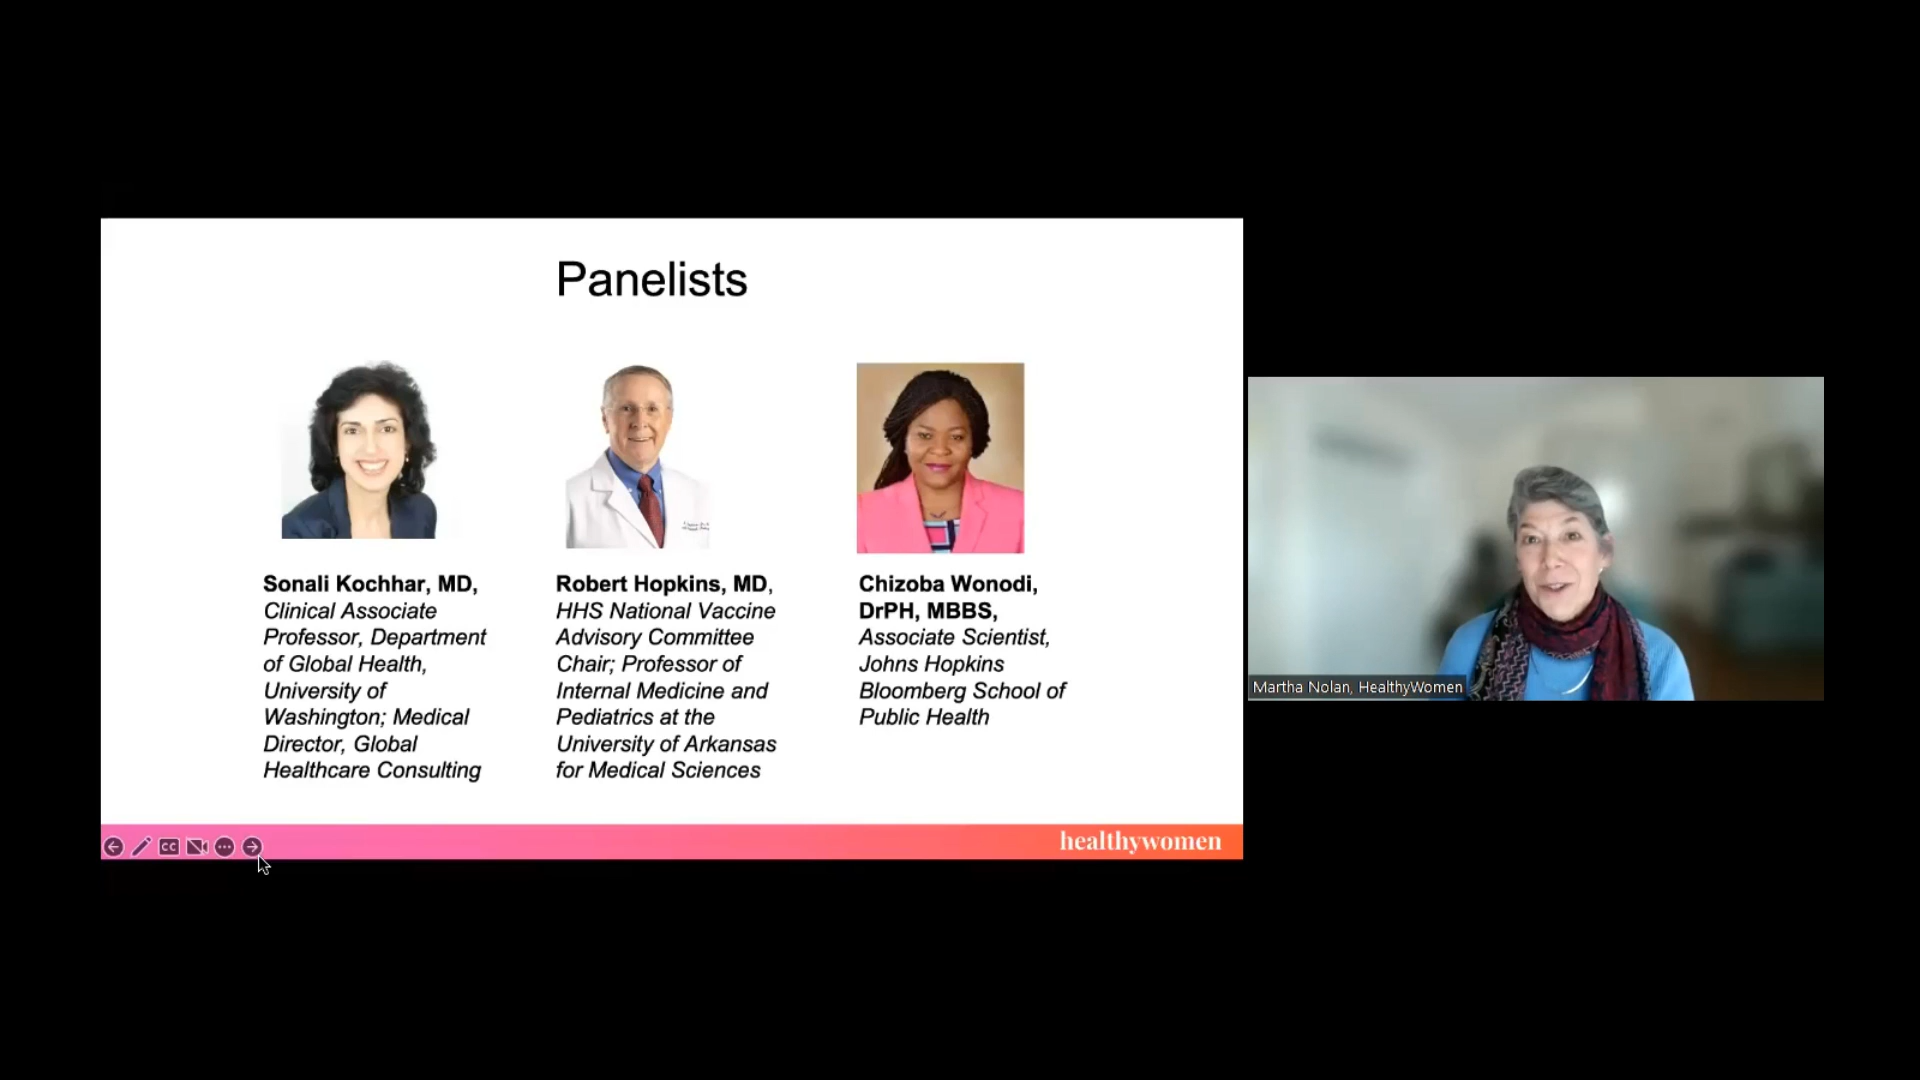 Panelists
Sonali Kochhar, MD,
Clinical Associate
Professor, Department
of Global Health,
University of
Washington; Medical
Director, Global
Healthcare Consulting
Robert Hopkins, MD,
HHS National Vaccine
Advisory Committee
Chair; Professor of
Internal Medicine and
Pediatrics at the
University of Arkansas
for Medical Sciences
Chizoba Wonodi,
DrPH, MBBS,
Associate Scientist,
Johns Hopkins
Bloomberg School of
Public Health
CC
healthywomen
Martha Nolan, HealthyWomen